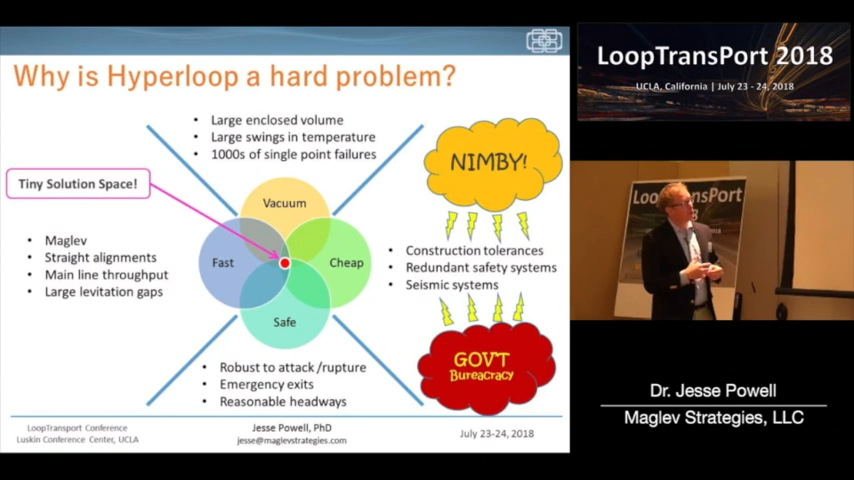 Why is Hyperloop a hard problem?
• Large enclosed volume
• Large swings in temperature
• 1000s of single point failures
Tiny Solution Space!
Vacuum
Fast
Cheap
Safe
• Maglev
• Straight alignments
• Main line throughput
• Large levitation gaps
NIMBY!
• Construction tolerances
• Redundant safety systems
• Seismic systems
GOV'T
Bureaucracy
• Robust to attack/rupture
• Emergency exits
• Reasonable headways
LoopTransport Conference
Luskin Conference Center, UCLA
Jesse Powell, PhD
jesse@maglevstrategies.com
July 23-24, 2018
LoopTransPort 2018
UCLA, California | July 23 - 24, 2018
LoopTransPort
Dr. Jesse Powell
Maglev Strategies, LLC